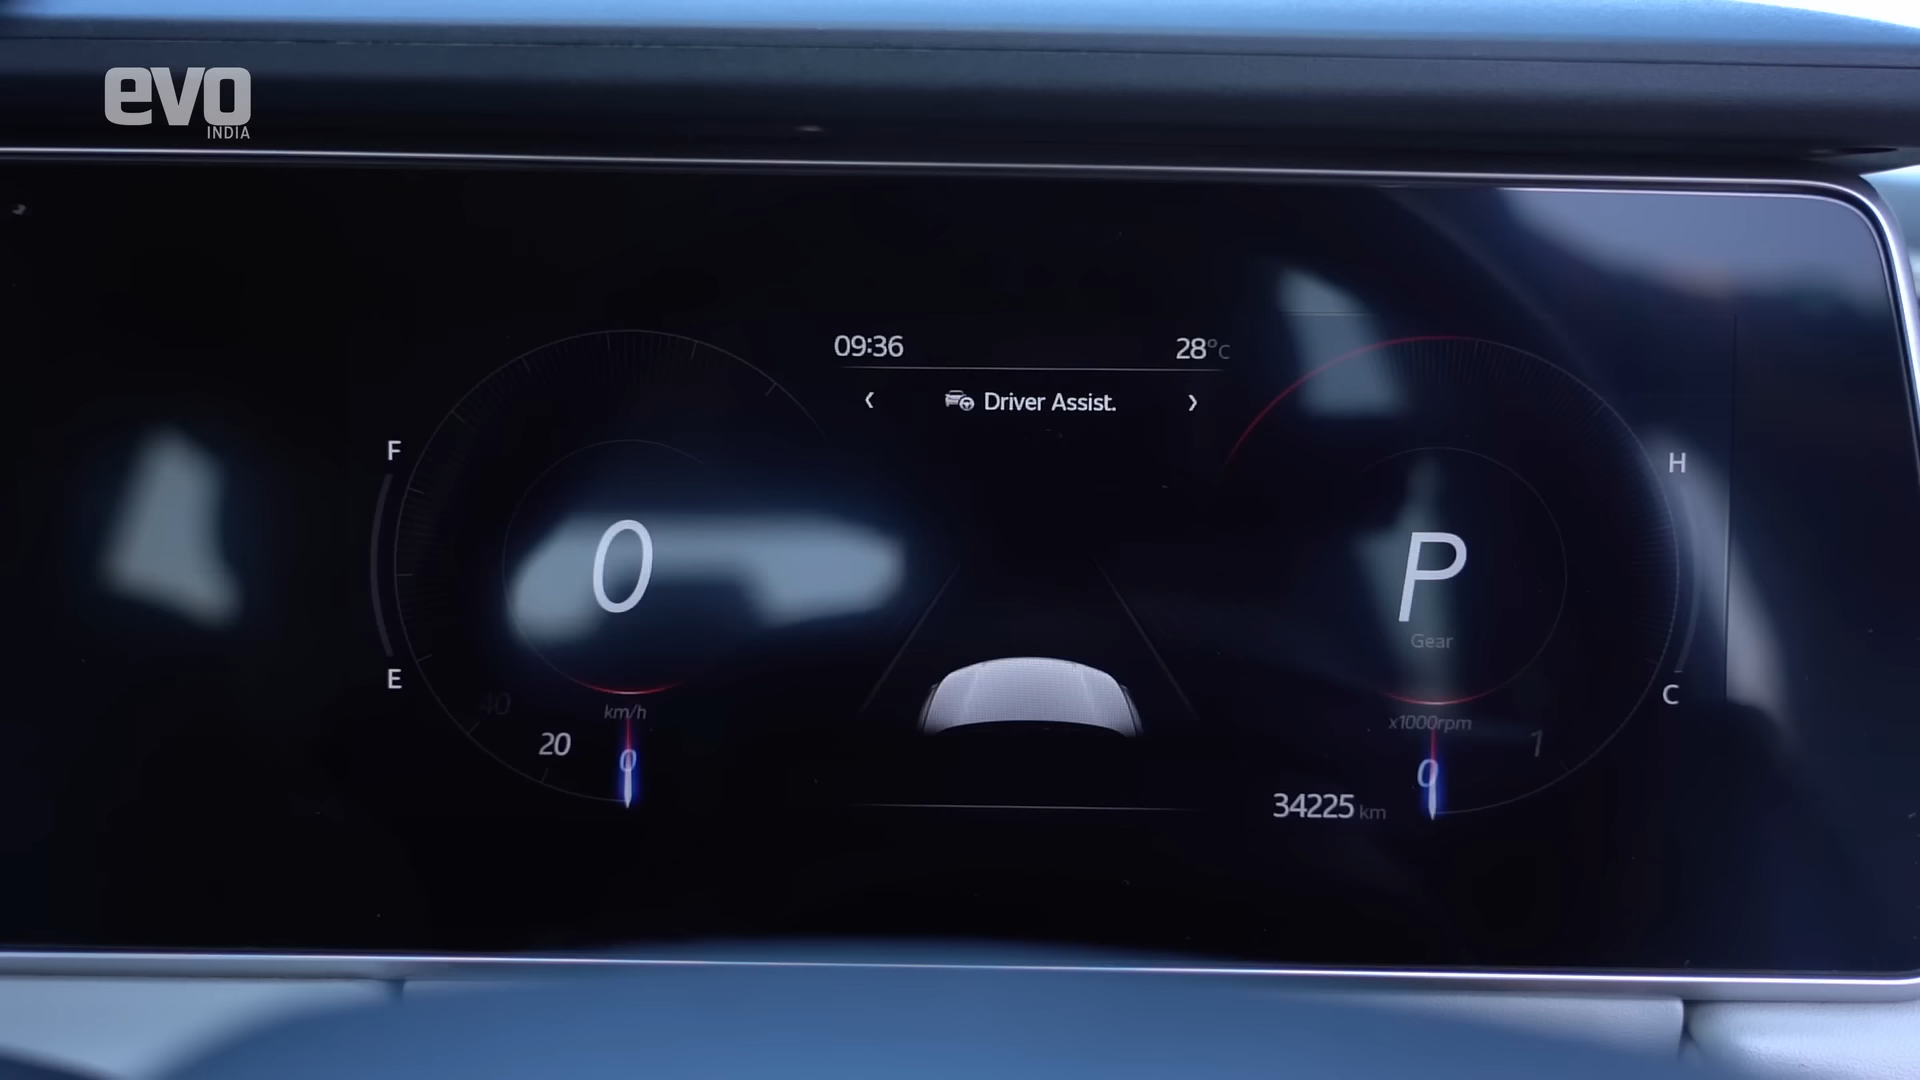 evo
INDIA
09:36
28°C
‹ Driver Assist. ›
F
H
0
P
Gear
E
C
40
km/h
x1000rpm
20
0
1
0
34225 km